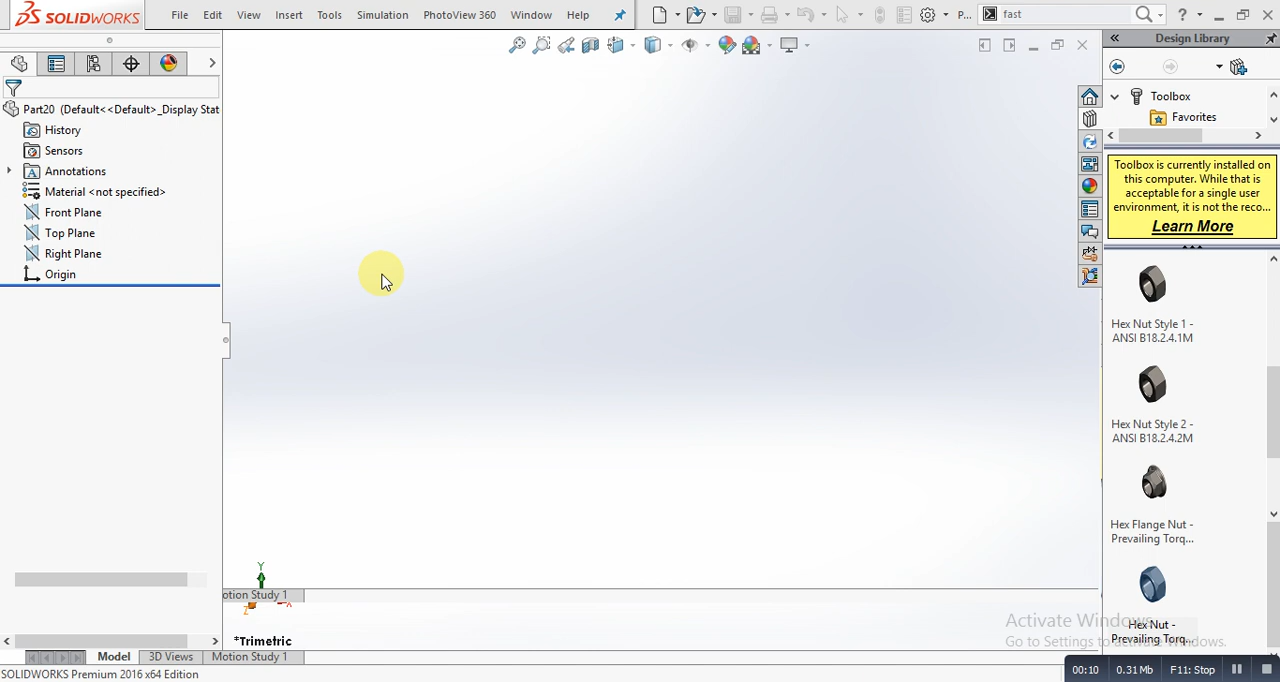 SOLIDWORKS File Edit View Insert Tools Simulation PhotoView 360 Window Help P... fast ?
Design Library
Part20 (Default<<Default>_Display Stat
History
Sensors
Annotations
Material <not specified>
Front Plane
Top Plane
Right Plane
Origin
Toolbox
Favorites
Toolbox is currently installed on
this computer. While that is
acceptable for a single user
environment, it is not the reco...
Learn More
Hex Nut Style 1 -
ANSI B18.2.4.1M
Hex Nut Style 2 -
ANSI B18.2.4.2M
Hex Flange Nut -
Prevailing Torq...
Hex Nut -
Prevailing Torq...
Y
Z
X
otion Study 1
*Trimetric
Activate Windows
Go to Settings to activate Windows.
Model 3D Views Motion Study 1
SOLIDWORKS Premium 2016 x64 Edition
00:10 0.31 Mb F11: Stop